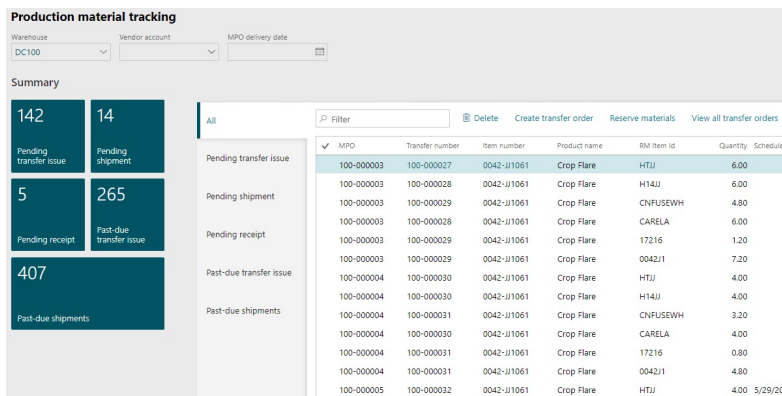 Production material tracking
Warehouse Vendor account MPO delivery date
DC100
Summary
142
Pending
transfer issue
14
Pending
shipment
5
Pending receipt
265
Past-due
transfer issue
407
Past-due shipments
All
Pending transfer issue
Pending shipment
Pending receipt
Past-due transfer issue
Past-due shipments
Filter Delete Create transfer order Reserve materials View all transfer orders
MPO Transfer number Item number Product name RM item Id Quantity Schedule
100-000003 100-000027 0042-JJ1061 Crop Flare HTJJ 6.00
100-000003 100-000028 0042-JJ1061 Crop Flare H14JJ 6.00
100-000003 100-000029 0042-JJ1061 Crop Flare CNFUSEWH 4.80
100-000003 100-000028 0042-JJ1061 Crop Flare CARELA 6.00
100-000003 100-000029 0042-JJ1061 Crop Flare 17216 1.20
100-000003 100-000029 0042-JJ1061 Crop Flare 0042J1 7.20
100-000004 100-000030 0042-JJ1061 Crop Flare HTJJ 4.00
100-000004 100-000030 0042-JJ1061 Crop Flare H14JJ 4.00
100-000004 100-000031 0042-JJ1061 Crop Flare CNFUSEWH 3.20
100-000004 100-000030 0042-JJ1061 Crop Flare CARELA 4.00
100-000004 100-000031 0042-JJ1061 Crop Flare 17216 0.80
100-000004 100-000031 0042-JJ1061 Crop Flare 0042J1 4.80
100-000005 100-000032 0042-JJ1061 Crop Flare HTJJ 4.00 5/29/20